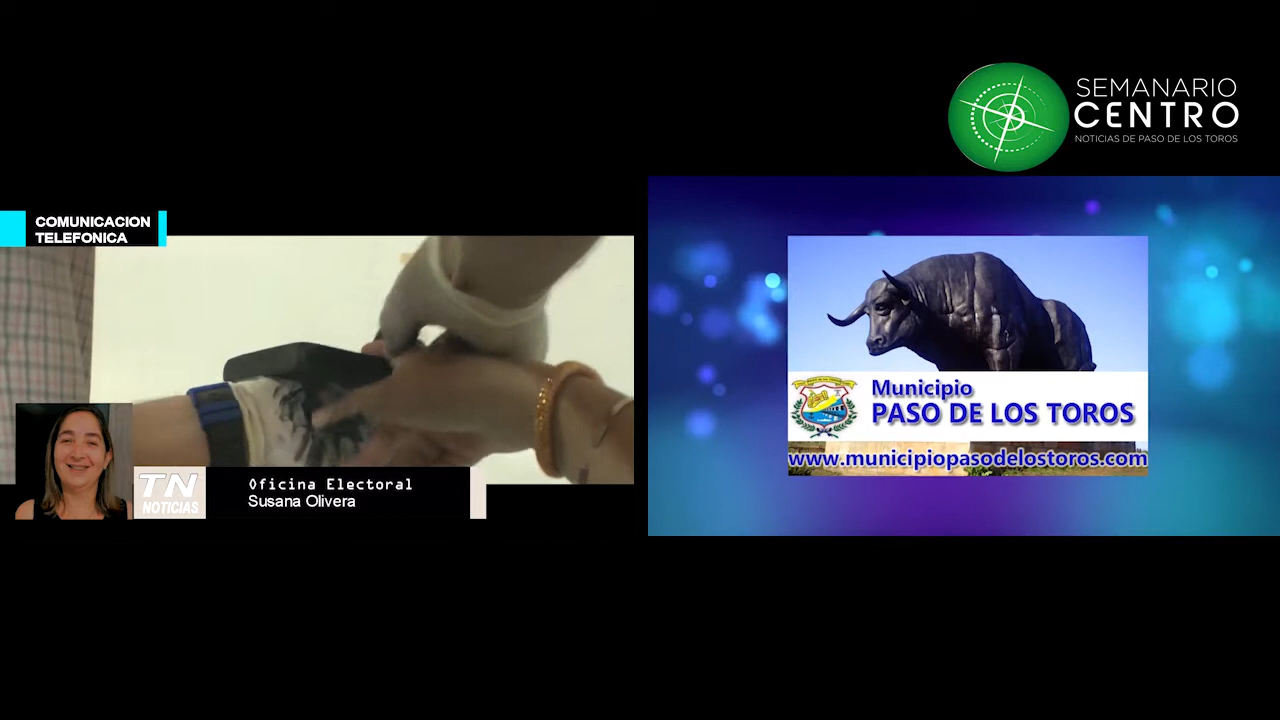 SEMANARIO
CENTRO
NOTICIAS DE PASO DE LOS TOROS
COMUNICACION
TELEFONICA
Municipio
PASO DE LOS TOROS
www.municipiopasodelostoros.com
TN
NOTICIAS
Oficina Electoral
Susana Olivera